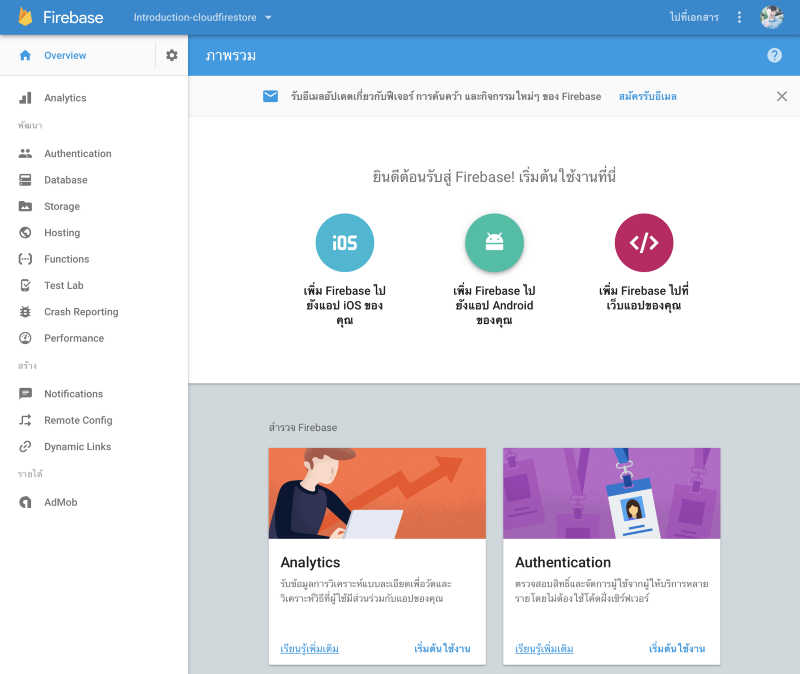 Firebase
Introduction-cloudfirestore
ไปที่เอกสาร
Overview
ภาพรวม
?
รับอีเมลอัปเดตเกี่ยวกับฟีเจอร์ การค้นคว้า และกิจกรรมใหม่ๆ ของ Firebase
สมัครรับอีเมล
Analytics
พัฒนา
Authentication
Database
Storage
Hosting
Functions
Test Lab
Crash Reporting
Performance
สร้าง
Notifications
Remote Config
Dynamic Links
รายได้
AdMob
ยินดีต้อนรับสู่ Firebase! เริ่มต้นใช้งานที่นี่
iOS
</>
เพิ่ม Firebase ไป
ยังแอป iOS ของ
คุณ
เพิ่ม Firebase ไป
ยังแอป Android
ของคุณ
เพิ่ม Firebase ไปที่
เว็บแอปของคุณ
สำรวจ Firebase
Analytics
รับข้อมูลการวิเคราะห์แบบละเอียดเพื่อวัดและ
วิเคราะห์วิธีที่ผู้ใช้มีส่วนร่วมกับแอปของคุณ
เรียนรู้เพิ่มเติม
เริ่มต้นใช้งาน
Authentication
ตรวจสอบสิทธิ์และจัดการผู้ใช้จากผู้ให้บริการหลาย
รายโดยไม่ต้องใช้โค้ดฝั่งเซิร์ฟเวอร์
เรียนรู้เพิ่มเติม
เริ่มต้นใช้งาน